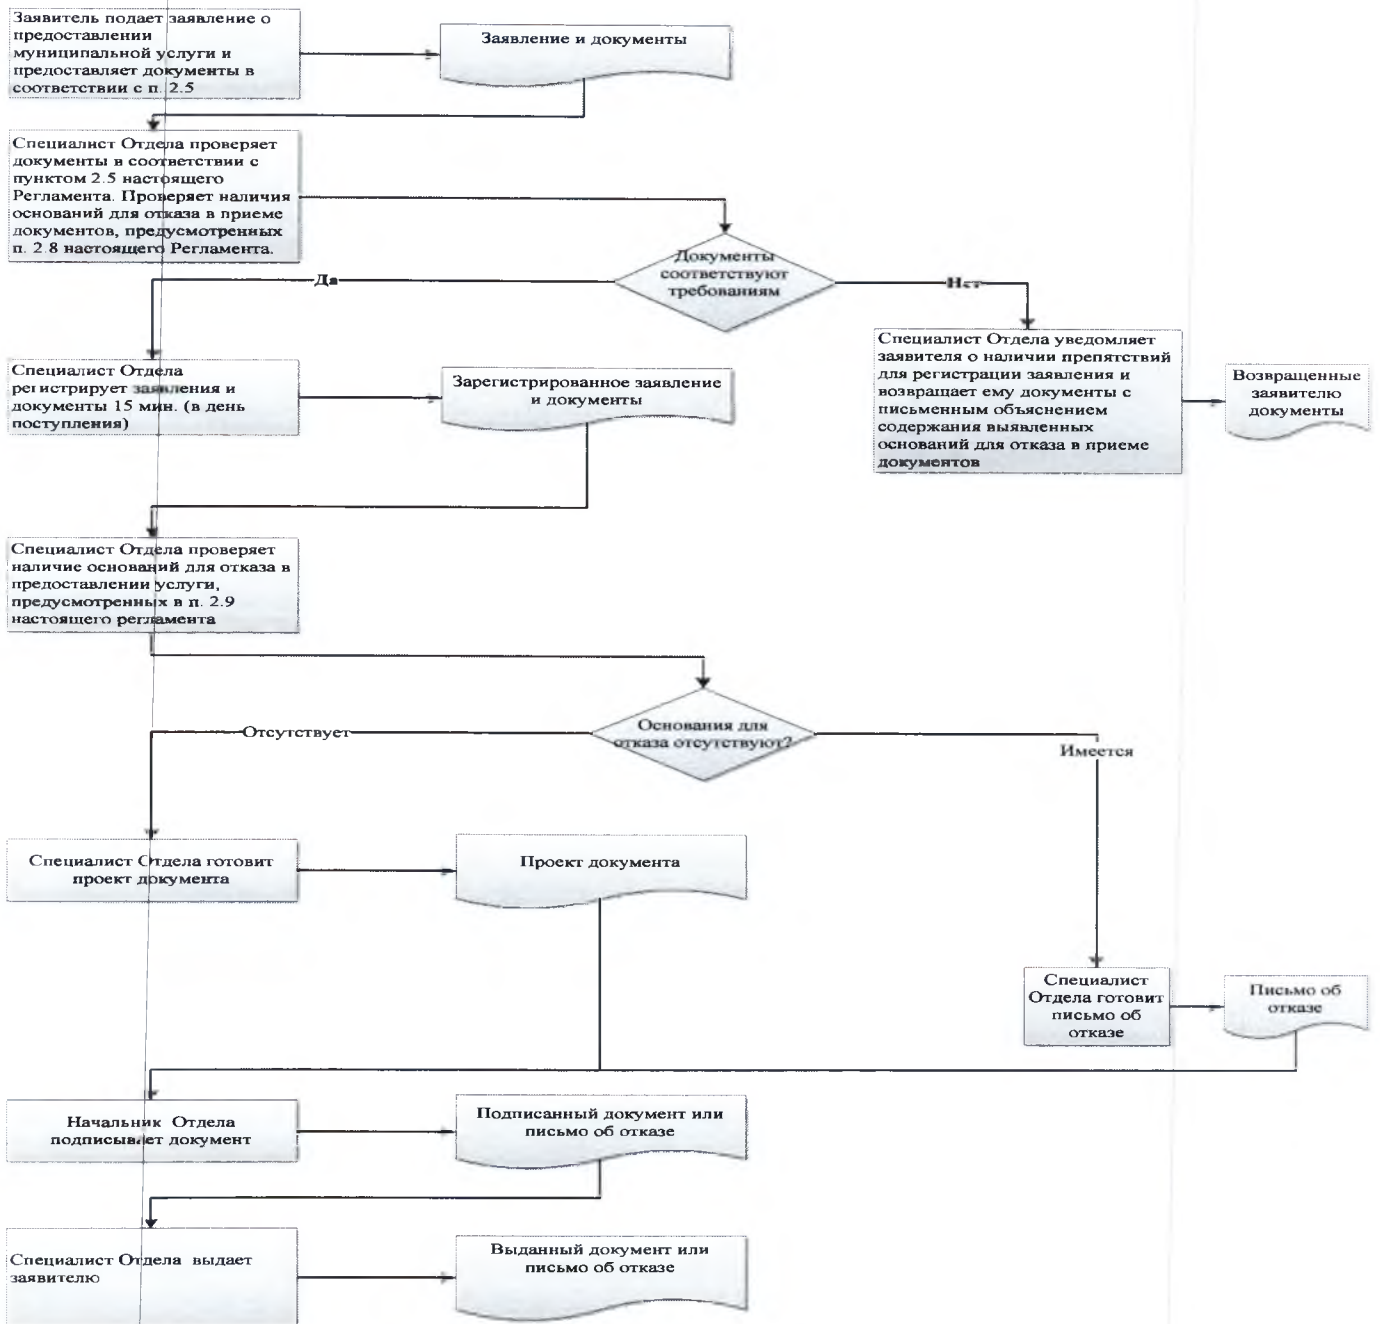 Заявитель подает заявление о
предоставлении
муниципальной услуги и
предоставляет документы в
соответствии с п. 2.5
Заявление и документы
Специалист Отдела проверяет
документы в соответствии с
пунктом 2.5 настоящего
Регламента. Проверяет наличия
оснований для отказа в приеме
документов, предусмотренных
п. 2.8 настоящего Регламента.
Документы
соответствуют
требованиям
Да
Нет
Специалист Отдела
регистрирует заявления и
документы 15 мин. (в день
поступления)
Зарегистрированное заявление
и документы
Специалист Отдела уведомляет
заявителя о наличии препятствий
для регистрации заявления и
возвращает ему документы с
письменным объяснением
содержания выявленных
оснований для отказа в приеме
документов
Возвращенные
заявителю
документы
Специалист Отдела проверяет
наличие оснований для отказа в
предоставлении услуги,
предусмотренных в п. 2.9
настоящего регламента
Основания для
отказа отсутствуют?
Отсутствует
Имеется
Специалист Отдела готовит
проект документа
Проект документа
Специалист
Отдела готовит
письмо об
отказе
Письмо об
отказе
Начальник Отдела
подписывает документ
Подписанный документ или
письмо об отказе
Специалист Отдела выдает
заявителю
Выданный документ или
письмо об отказе